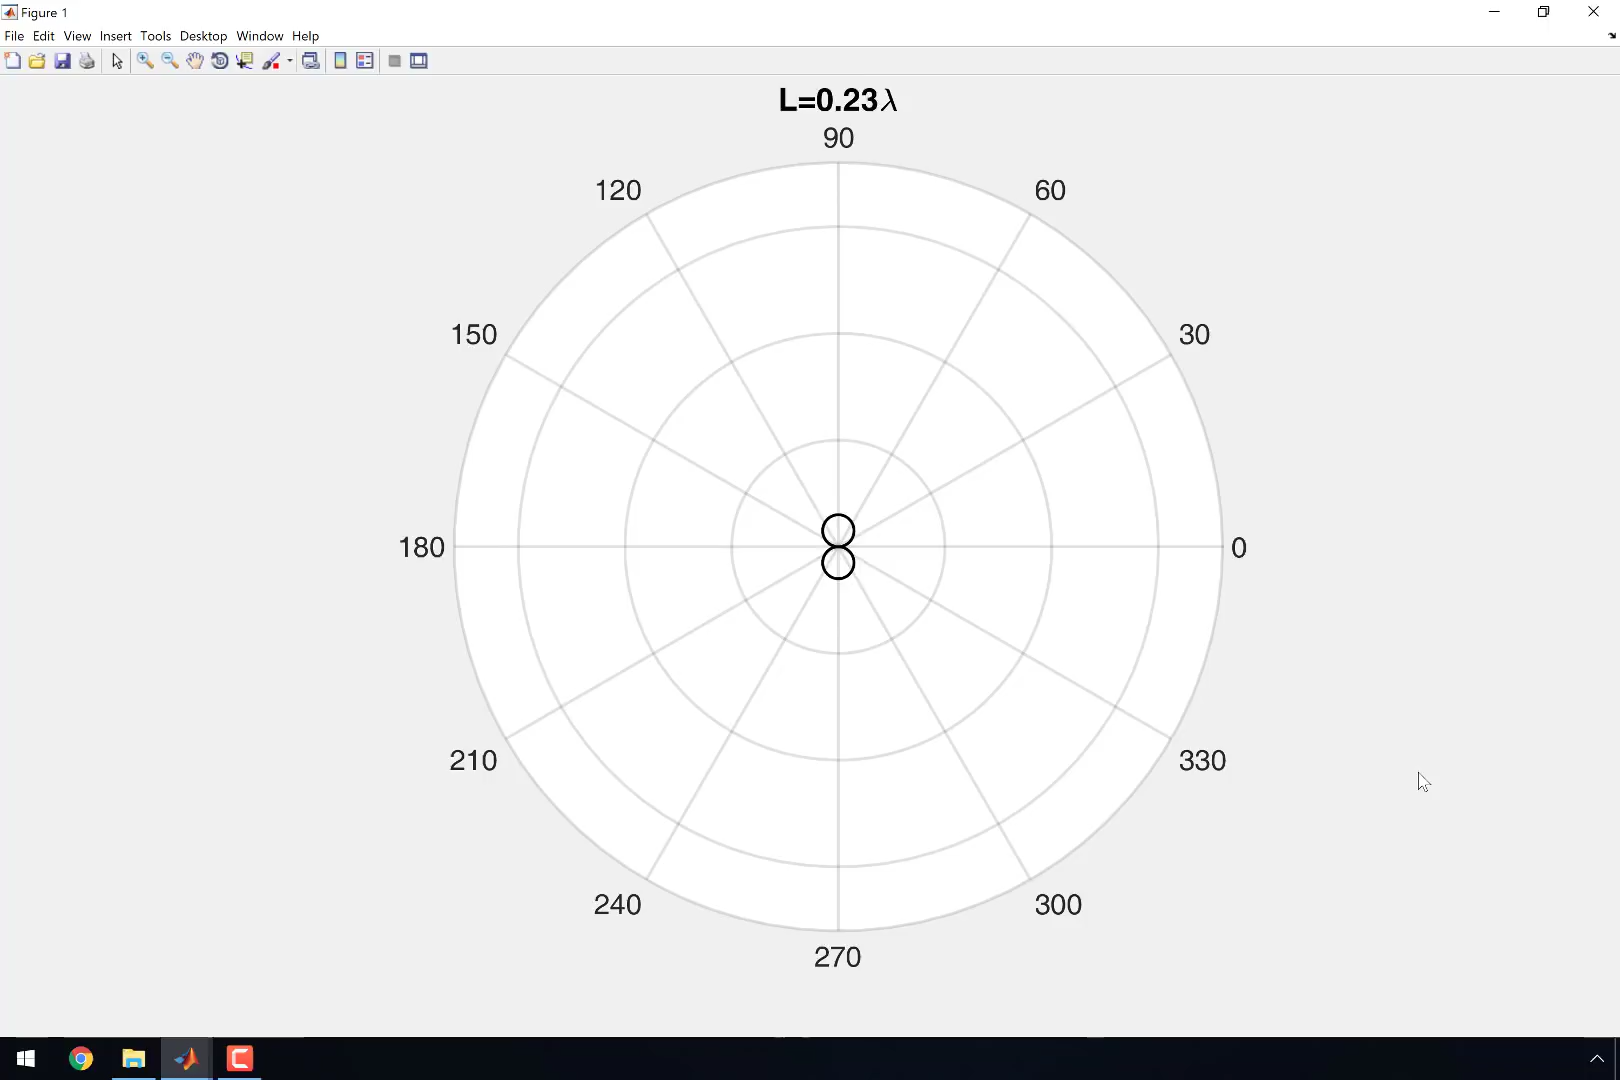 Figure 1
File Edit View Insert Tools Desktop Window Help
L=0.23λ
90
120 60
150 30
180 0
210 330
240 300
270